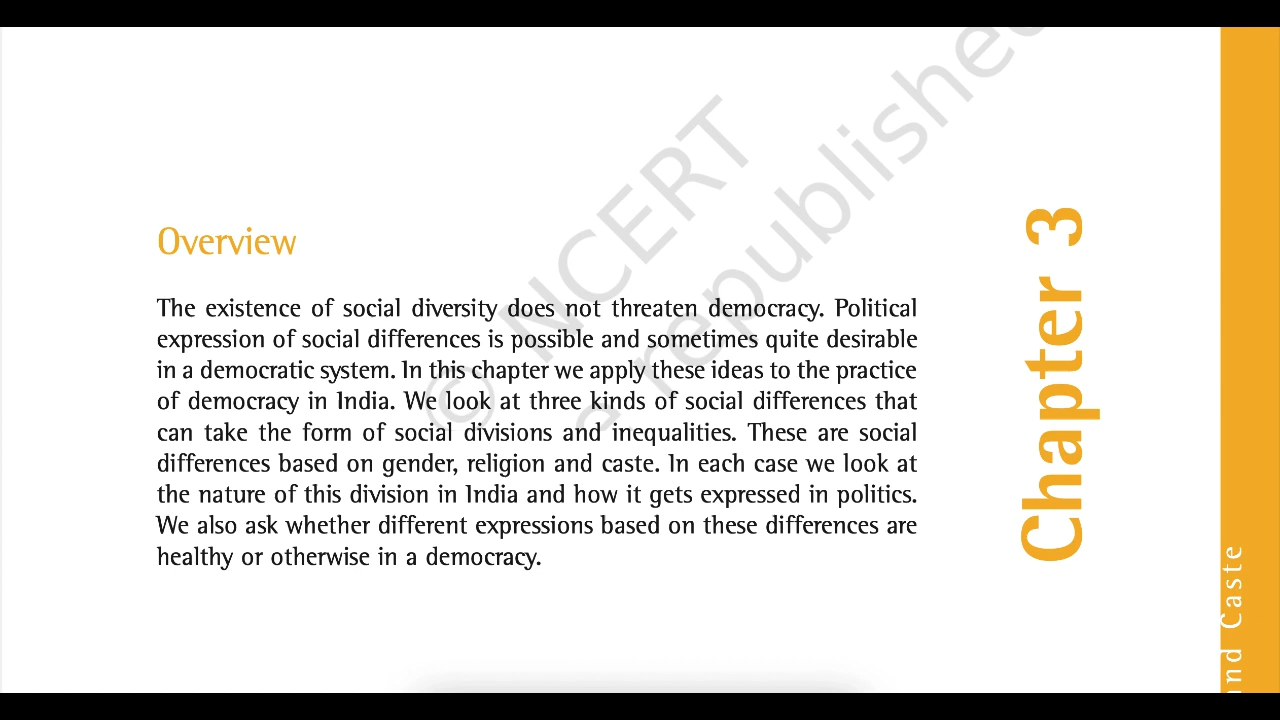 Overview
The existence of social diversity does not threaten democracy. Political
expression of social differences is possible and sometimes quite desirable
in a democratic system. In this chapter we apply these ideas to the practice
of democracy in India. We look at three kinds of social differences that
can take the form of social divisions and inequalities. These are social
differences based on gender, religion and caste. In each case we look at
the nature of this division in India and how it gets expressed in politics.
We also ask whether different expressions based on these differences are
healthy or otherwise in a democracy.
© NCERT
republished
Chapter 3
and Caste